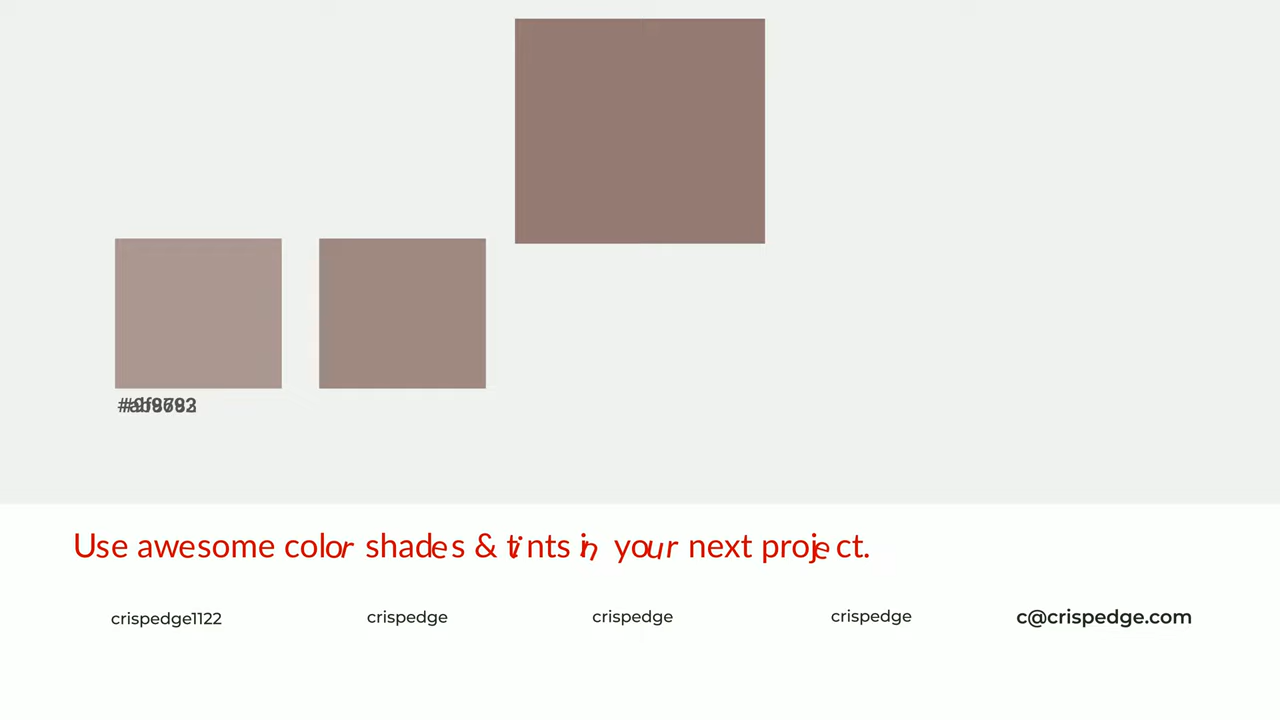 Use awesome color shades & tints in your next project.
crispedge1122 crispedge crispedge crispedge c@crispedge.com